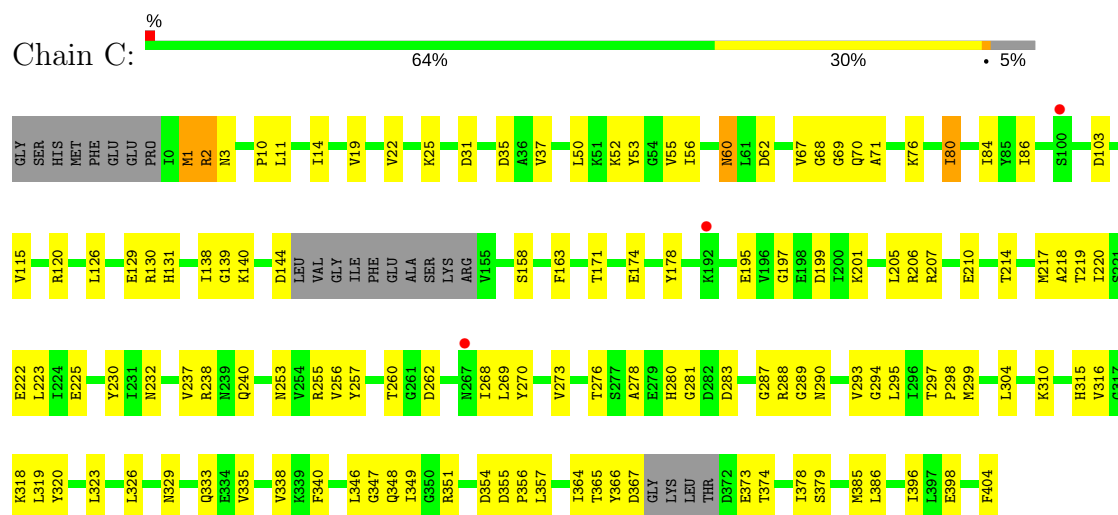 %
Chain C:
64% 30% • 5%
GLY SER HIS MET PHE GLU GLU PRO I0 M1 R2 N3 P10 L11 I14 V19 V22 K25 D31 D35 A36 V37 L50 K51 K52 Y53 G54 V55 I56 N60 L61 D62 V67 G68 G69 Q70 A71 K76 I80 I84 Y85 I86 S100 D103
V115 R120 L126 E129 R130 H131 I138 G139 K140 D144 LEU VAL GLY ILE PHE GLU ALA SER LYS ARG V155 S158 F163 T171 E174 Y178 K192 E195 V196 G197 E198 D199 I200 K201 L205 R206 R207 E210 T214 M217 A218 T219 I220 S221
E222 L223 I224 E225 Y230 I231 N232 V237 R238 N239 Q240 N253 V254 R255 V256 Y257 T260 G261 D262 N267 I268 L269 Y270 V273 T276 S277 A278 E279 H280 G281 D282 D283 G287 R288 G289 N290 V293 G294 L295 I296 T297 P298 M299 L304 K310 H315 V316 G317
K318 L319 Y320 L323 L326 N329 Q333 E334 V335 V338 K339 F340 L346 G347 Q348 I349 G350 R351 D354 D355 P356 L357 I364 T365 Y366 D367 GLY LYS LEU THR D372 E373 T374 I378 S379 M385 L386 I396 L397 E398 F404